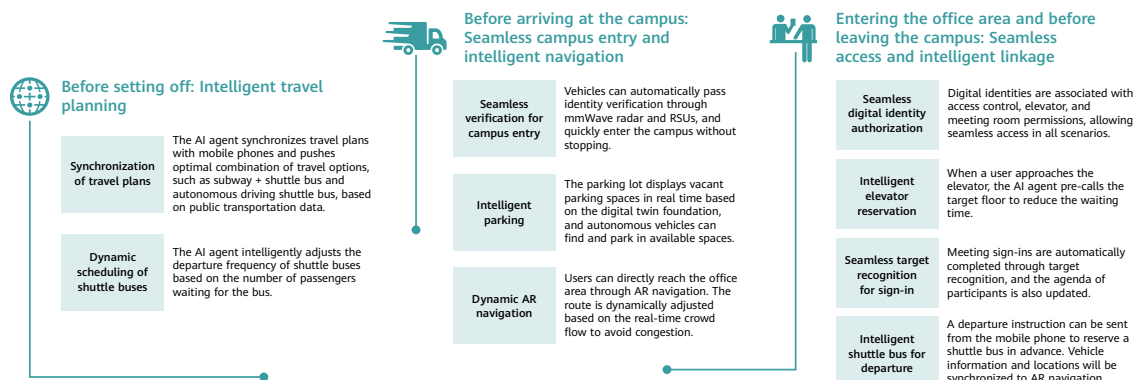 Before setting off: Intelligent travel
planning
Synchronization
of travel plans
The AI agent synchronizes travel plans
with mobile phones and pushes
optimal combination of travel options,
such as subway + shuttle bus and
autonomous driving shuttle bus, based
on public transportation data.
Dynamic
scheduling of
shuttle buses
The AI agent intelligently adjusts the
departure frequency of shuttle buses
based on the number of passengers
waiting for the bus.
Before arriving at the campus:
Seamless campus entry and
intelligent navigation
Seamless
verification for
campus entry
Vehicles can automatically pass
identity verification through
mmWave radar and RSUs, and
quickly enter the campus without
stopping.
Intelligent
parking
The parking lot displays vacant
parking spaces in real time based
on the digital twin foundation,
and autonomous vehicles can
find and park in available spaces.
Dynamic AR
navigation
Users can directly reach the office
area through AR navigation. The
route is dynamically adjusted
based on the real-time crowd
flow to avoid congestion.
Entering the office area and before
leaving the campus: Seamless
access and intelligent linkage
Seamless
digital identity
authorization
Digital identities are associated with
access control, elevator, and
meeting room permissions, allowing
seamless access in all scenarios.
Intelligent
elevator
reservation
When a user approaches the
elevator, the AI agent pre-calls the
target floor to reduce the waiting
time.
Seamless target
recognition
for sign-in
Meeting sign-ins are automatically
completed through target
recognition, and the agenda of
participants is also updated.
Intelligent
shuttle bus for
departure
A departure instruction can be sent
from the mobile phone to reserve a
shuttle bus in advance. Vehicle
information and locations will be
synchronized to AR navigation